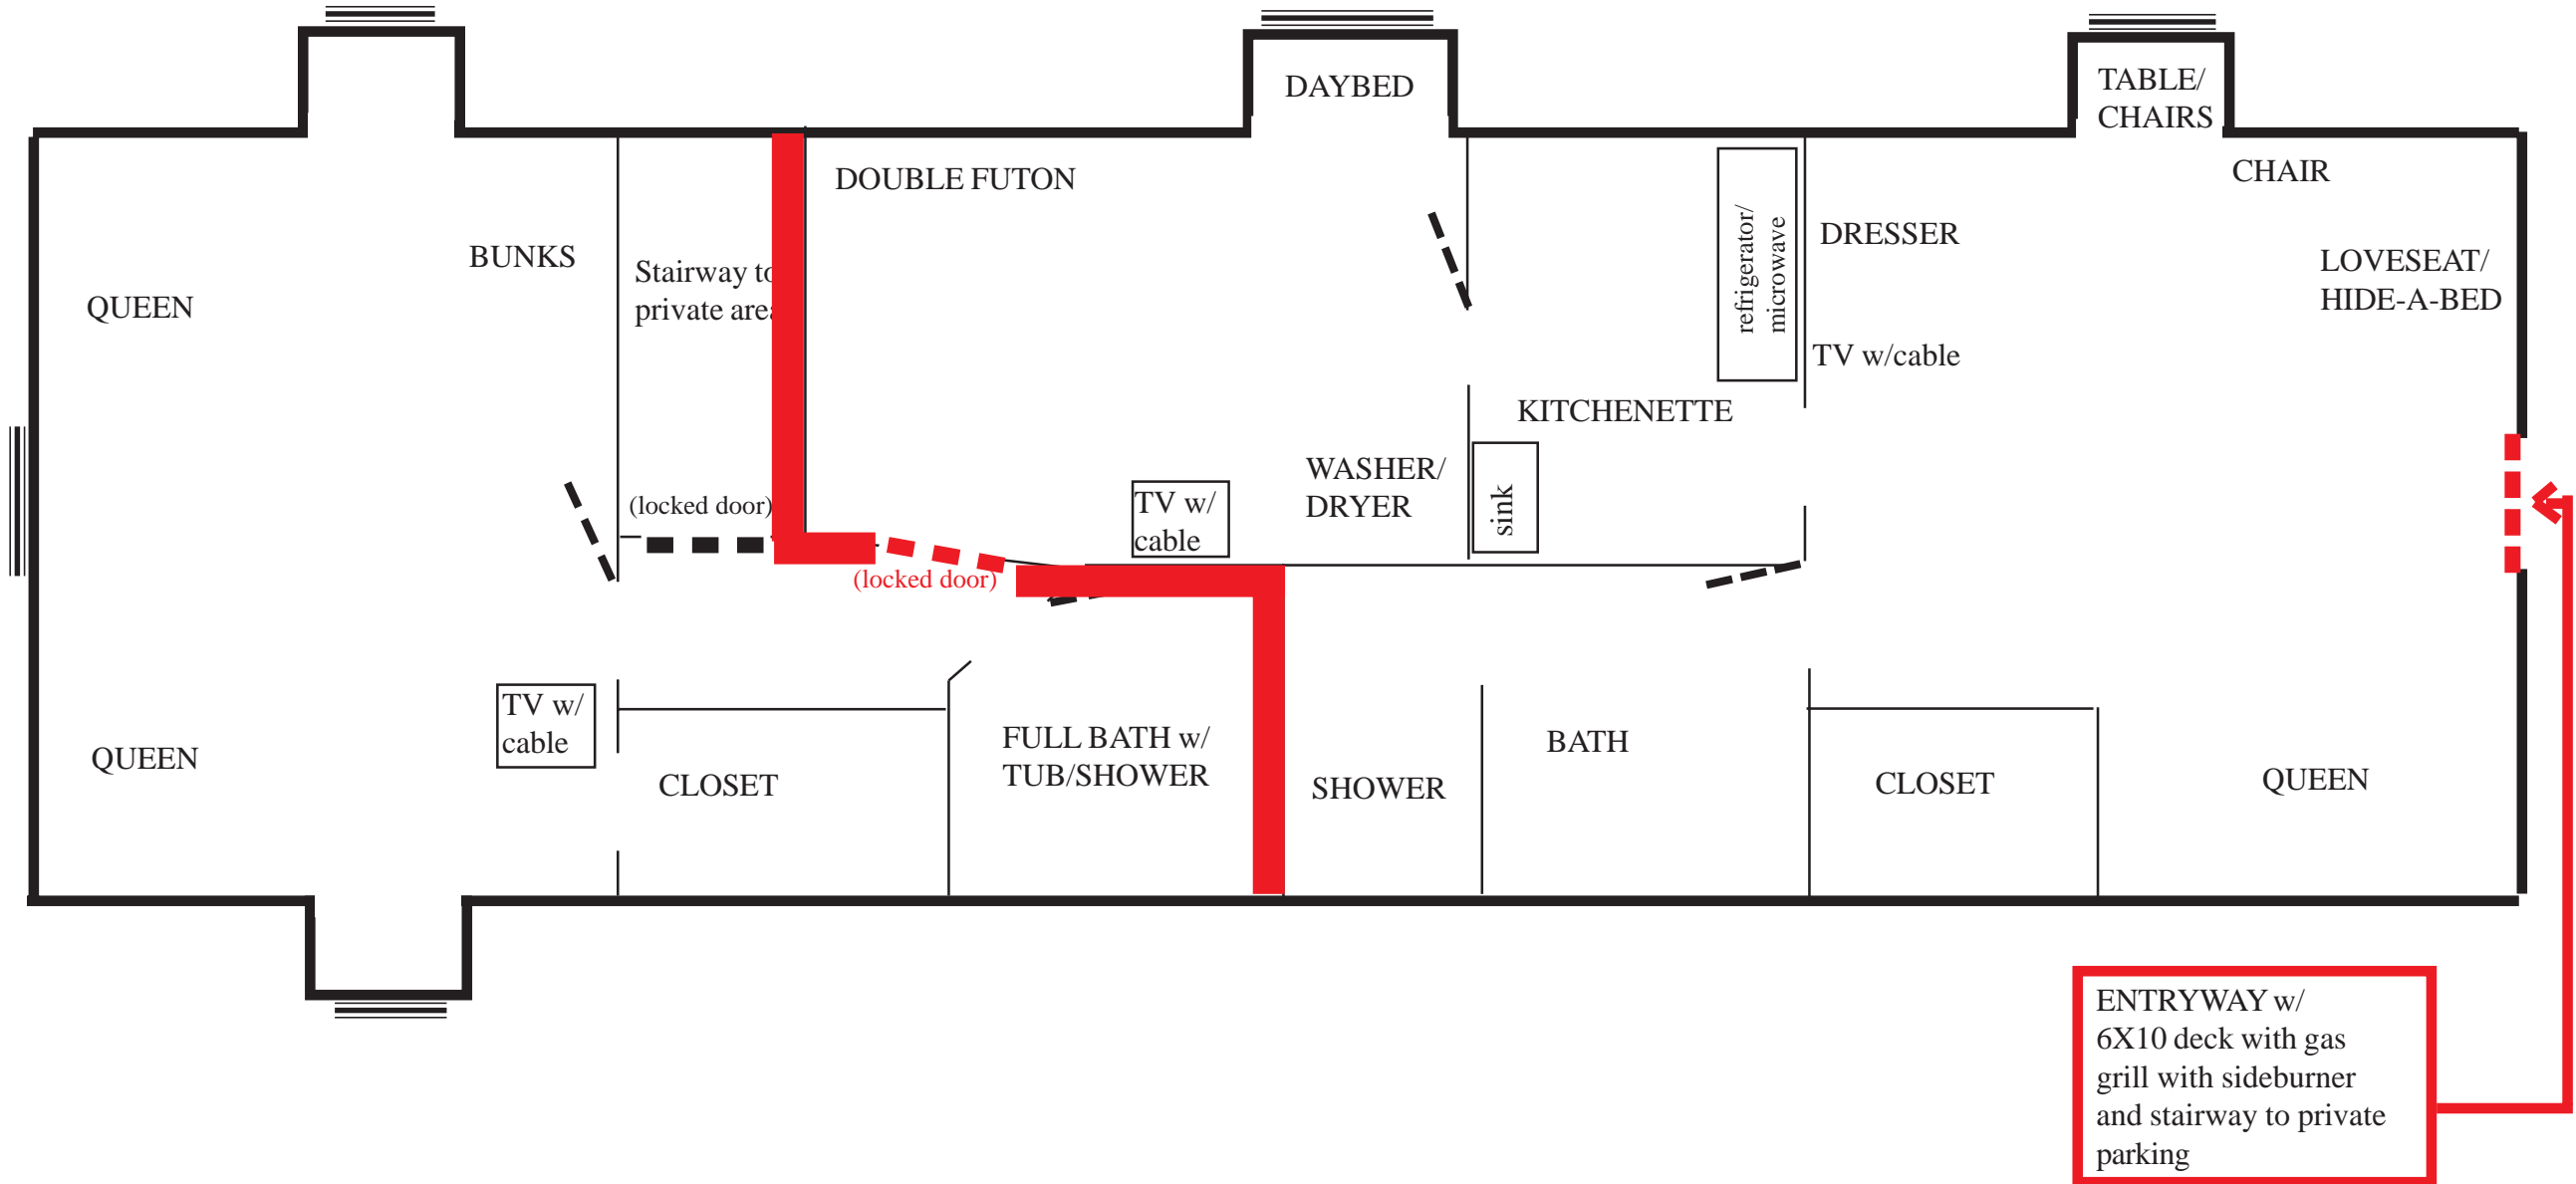 DAYBED
TABLE/
CHAIRS
DOUBLE FUTON
CHAIR
BUNKS
Stairway to
private area
QUEEN
refrigerator/
microwave
DRESSER
LOVESEAT/
HIDE-A-BED
TV w/cable
KITCHENETTE
(locked door)
TV w/
cable
WASHER/
DRYER
sink
(locked door)
TV w/
cable
QUEEN
CLOSET
FULL BATH w/
TUB/SHOWER
SHOWER
BATH
CLOSET
QUEEN
ENTRYWAY w/
6X10 deck with gas
grill with sideburner
and stairway to private
parking